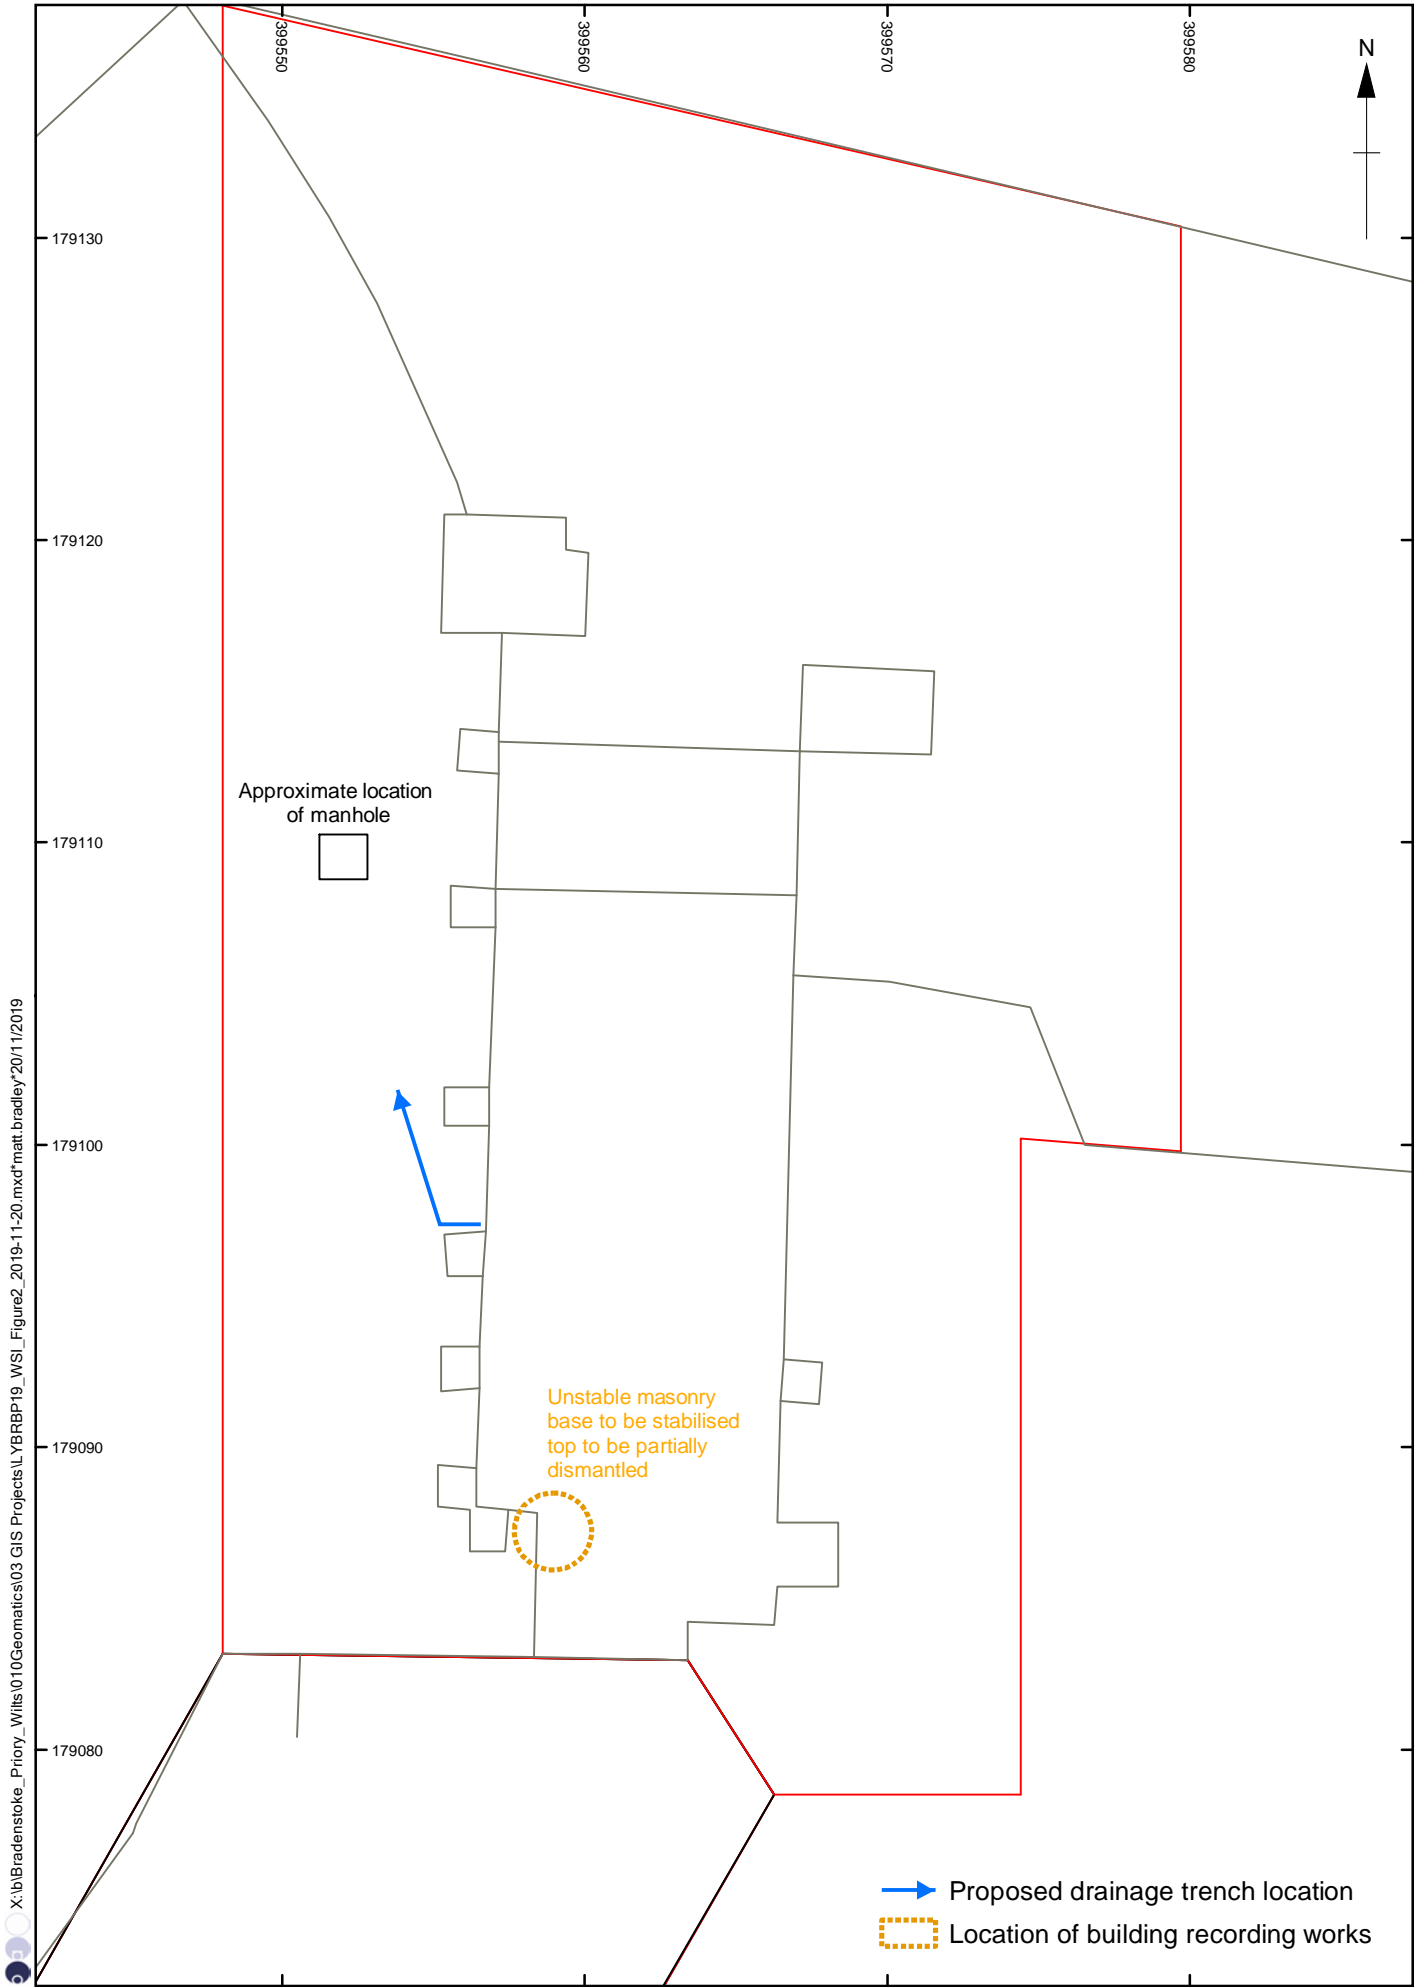 399550
399560
399570
399580
N
179130
179120
Approximate location
of manhole
179110
179100
Unstable masonry
base to be stabilised
top to be partially
dismantled
179090
179080
Proposed drainage trench location
Location of building recording works
X:\b\Bradenstoke_Priory_Wilts\010Geomatics\03 GIS Projects\LYBRBP19_WSI_Figure2_2019-11-20.mxd*matt.bradley*20/11/2019